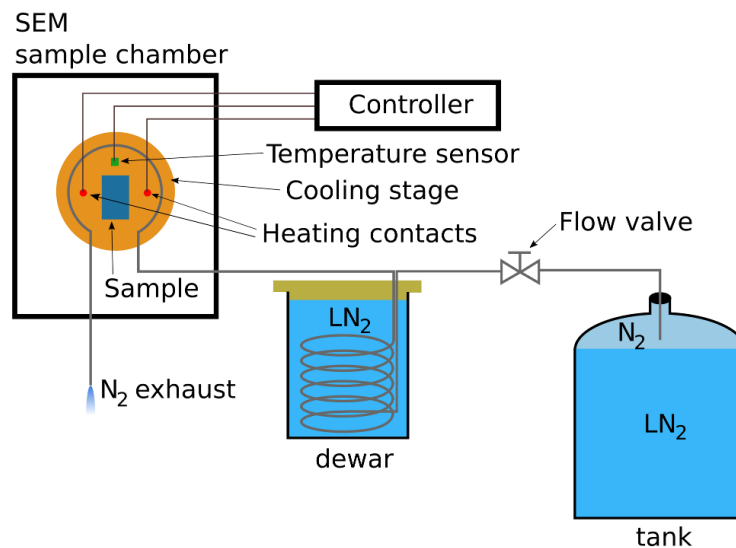 SEM
sample chamber
Controller
Temperature sensor
Cooling stage
Flow valve
Heating contacts
Sample
LN₂
N₂
N₂ exhaust
LN₂
dewar
tank